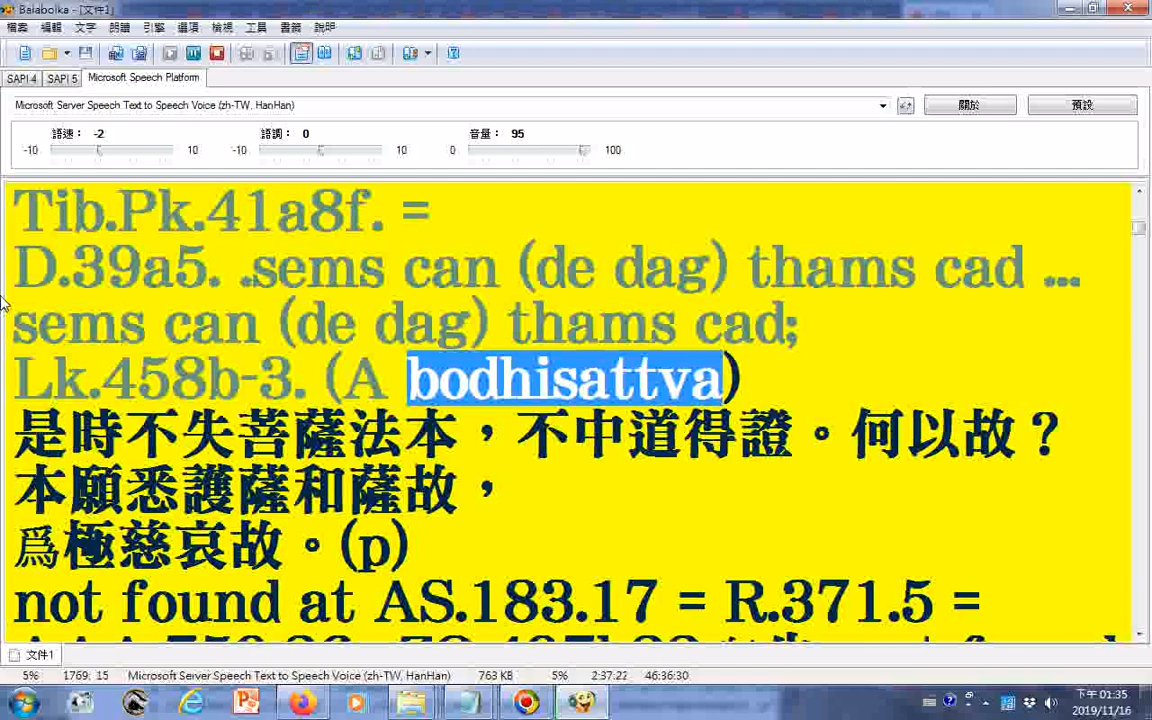 Balabolka - [文件1]
檔案 編輯 文字 朗讀 引擎 選項 檢視 工具 書籤 說明
SAPI 4 SAPI 5 Microsoft Speech Platform
Microsoft Server Speech Text to Speech Voice (zh-TW, HanHan) 關於 預設
語速： -2 語調： 0 音量： 95
-10 10 -10 10 0 100
Tib.Pk.41a8f. =
D.39a5. .sems can (de dag) thams cad ...
sems can (de dag) thams cad;
Lk.458b-3. (A bodhisattva)
是時不失菩薩法本，不中道得證。何以故？
本願悉護薩和薩故，
爲極慈哀故。(p)
not found at AS.183.17 = R.371.5 =
文件1
5% 1769, 15 Microsoft Server Speech Text to Speech Voice (zh-TW, HanHan) 763 KB 5% 2:37:22 46:36:30
下午 01:35
2019/11/16